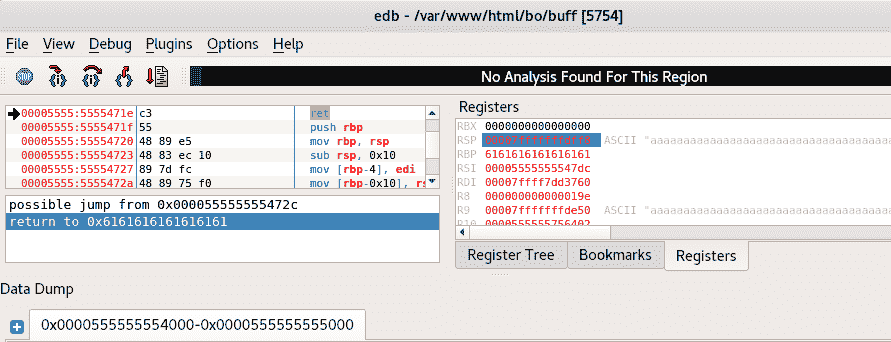 edb - /var/www/html/bo/buff [5754]
File View Debug Plugins Options Help
No Analysis Found For This Region
00005555:5555471e c3 ret
00005555:5555471f 55 push rbp
00005555:55554720 48 89 e5 mov rbp, rsp
00005555:55554723 48 83 ec 10 sub rsp, 0x10
00005555:55554727 89 7d fc mov [rbp-4], edi
00005555:5555472a 48 89 75 f0 mov [rbp-0x10], rs
possible jump from 0x000055555555472c
return to 0x6161616161616161
Registers
RBX 0000000000000000
RSP ASCII "aaaaaaaaaaaaaaaaaaaaaaaaaaaaaaaa
RBP 6161616161616161
RSI 00005555555547dc
RDI 00007ffff7dd3760
R8 000000000000019e
R9 00007fffffffde50 ASCII "aaaaaaaaaaaaaaaaaaaaaaaaaaaaaaaa
R10 0000555555756402
Register Tree Bookmarks Registers
Data Dump
0x0000555555554000-0x0000555555555000